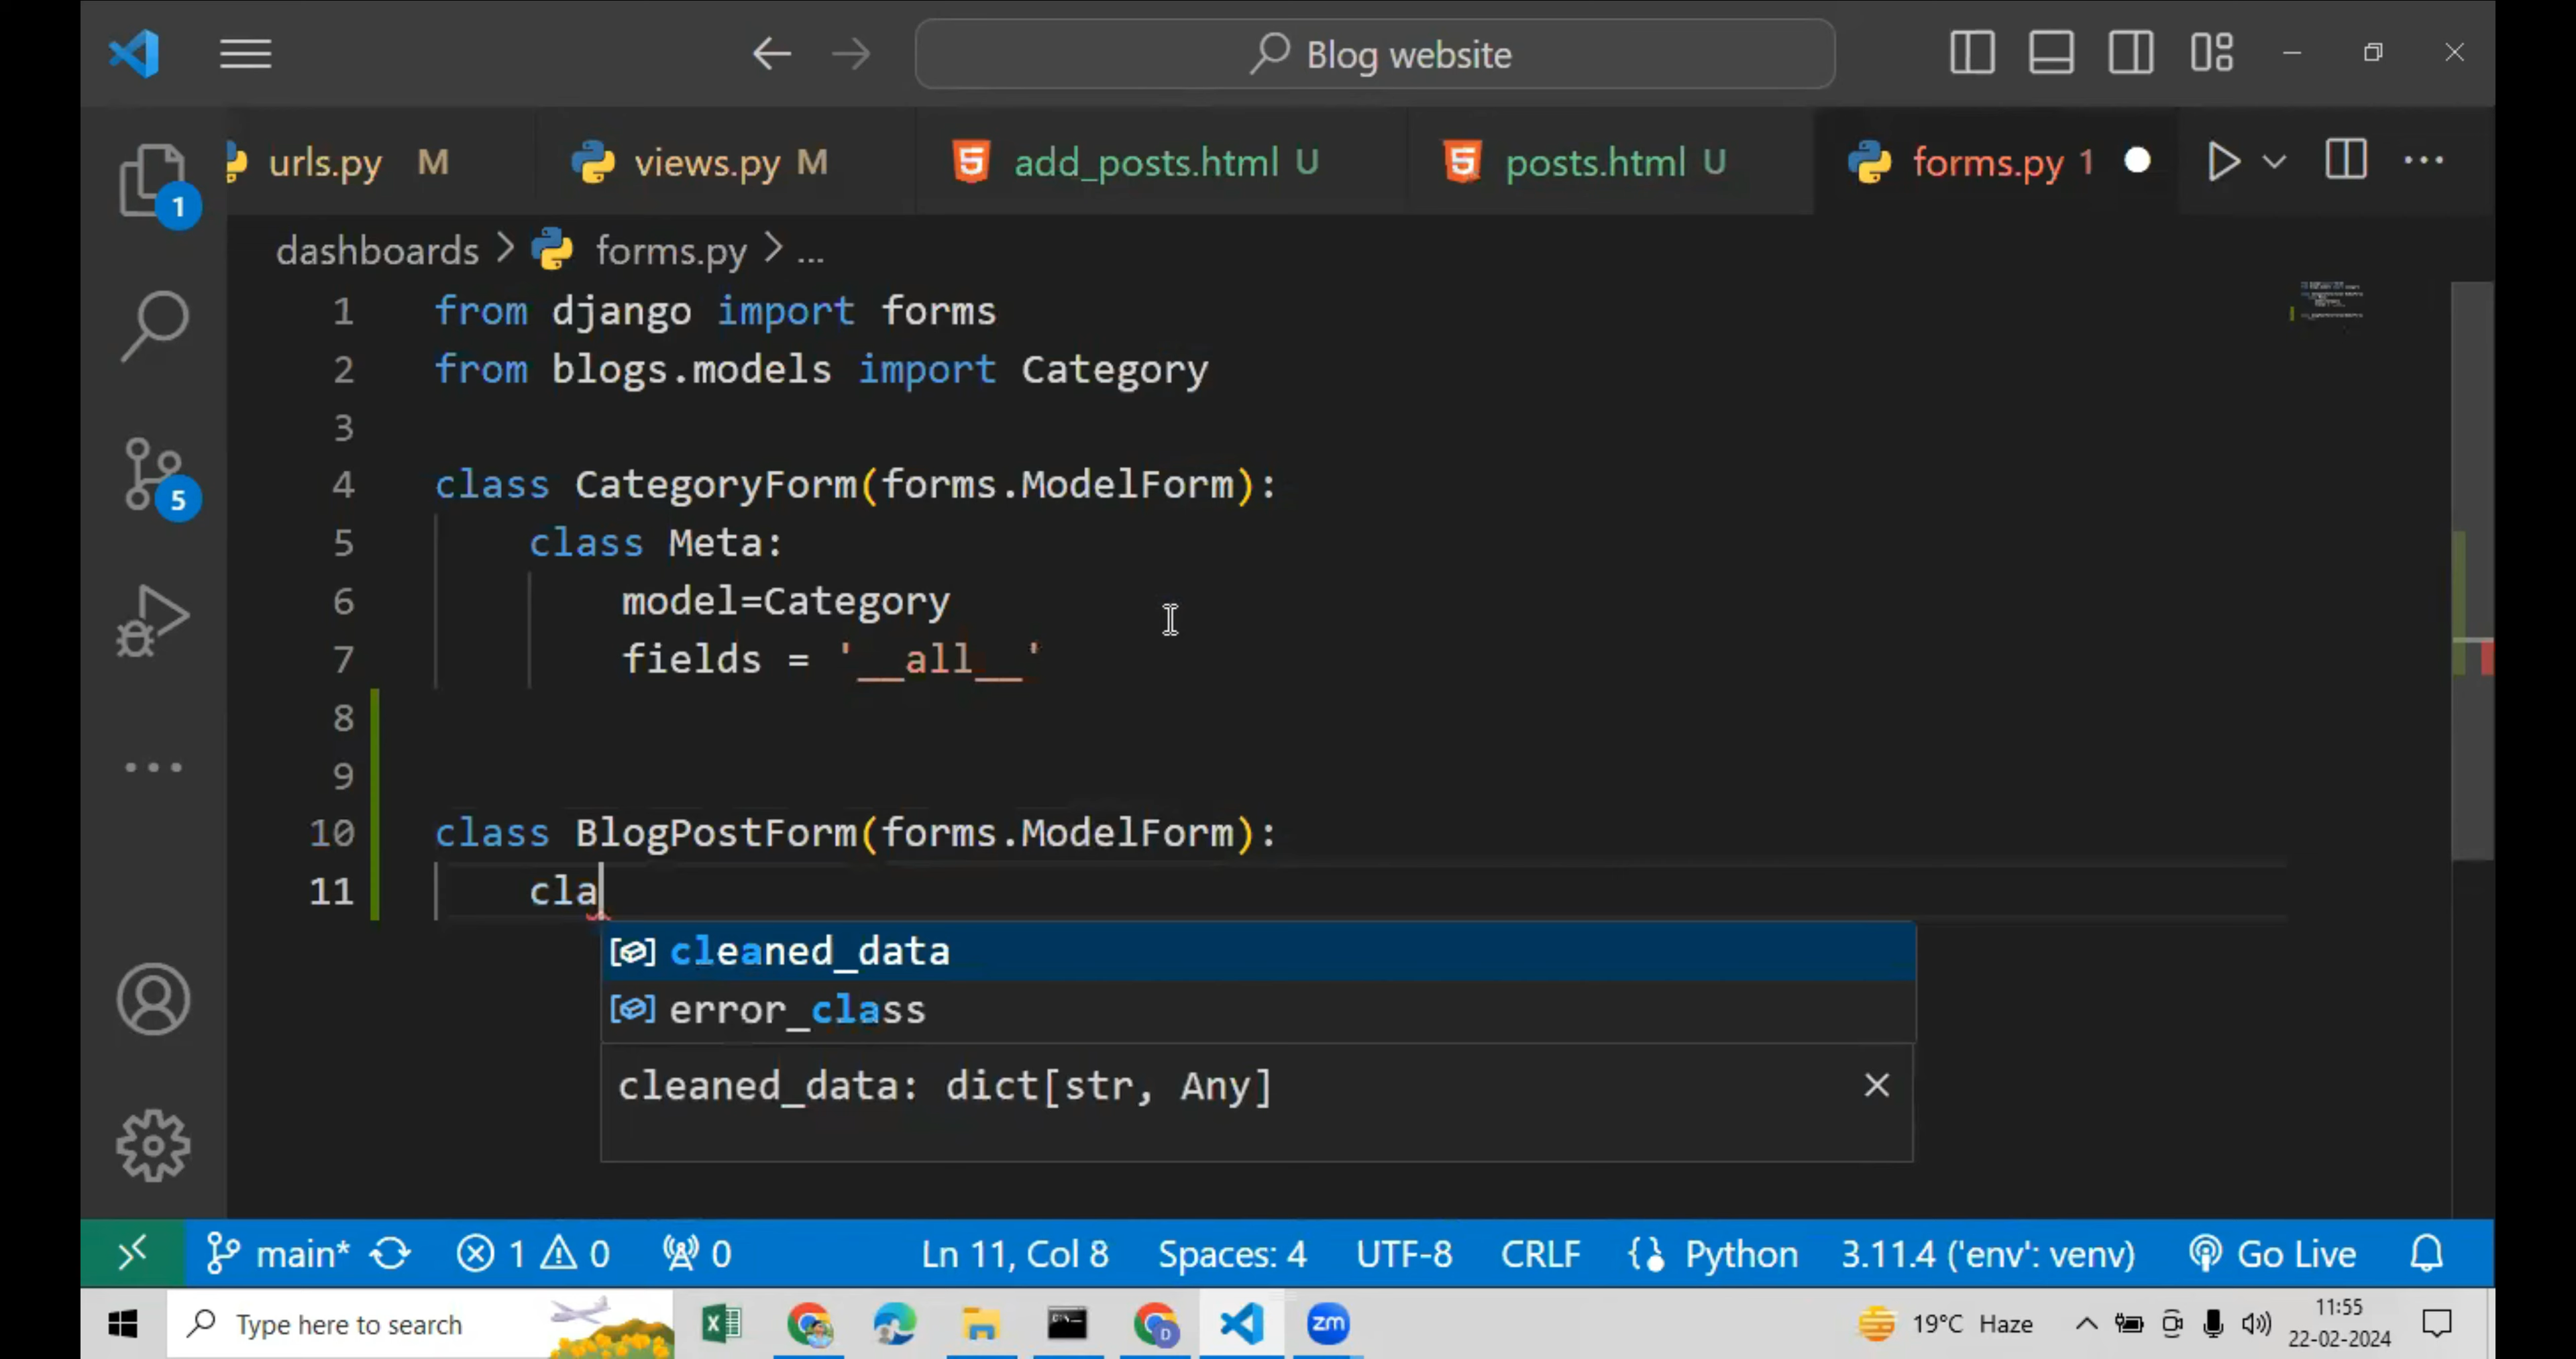 Blog website
urls.py M
views.py M
add_posts.html U
posts.html U
forms.py 1
dashboards > forms.py > ...
1 from django import forms
2 from blogs.models import Category
3
4 class CategoryForm(forms.ModelForm):
5 class Meta:
6 model=Category
7 fields = '__all__'
8
9
10 class BlogPostForm(forms.ModelForm):
11 cla
cleaned_data
error_class
cleaned_data: dict[str, Any]
1
5
main* 1 0 0 Ln 11, Col 8 Spaces: 4 UTF-8 CRLF Python 3.11.4 ('env': venv) Go Live
Type here to search
D
zm
19°C Haze
11:55
22-02-2024